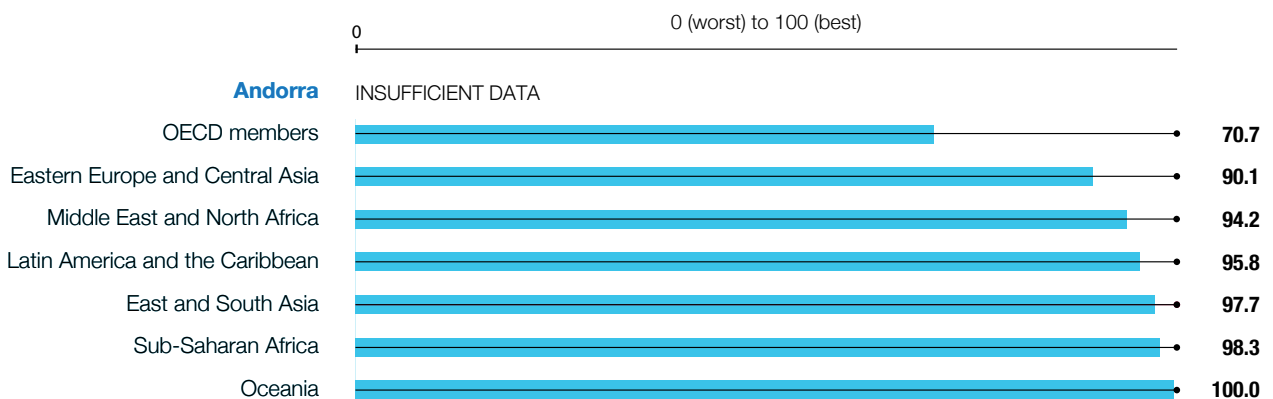 0 (worst) to 100 (best)
0
Andorra INSUFFICIENT DATA
OECD members 70.7
Eastern Europe and Central Asia 90.1
Middle East and North Africa 94.2
Latin America and the Caribbean 95.8
East and South Asia 97.7
Sub-Saharan Africa 98.3
Oceania 100.0